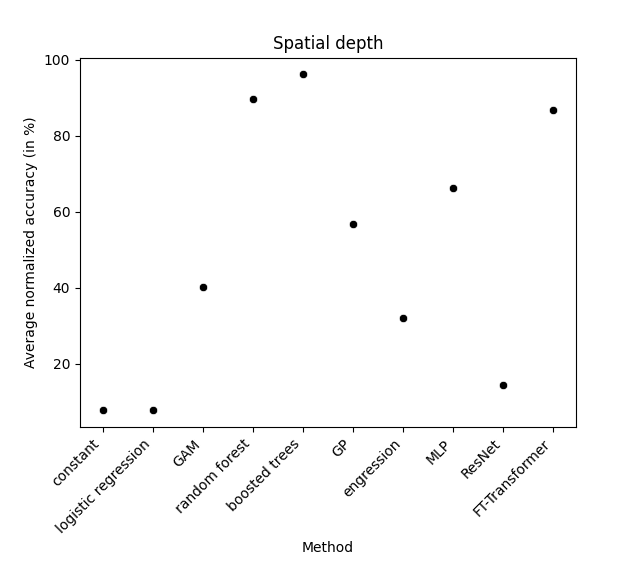 Spatial depth
Average normalized accuracy (in %)
100
80
60
40
20
constant
logistic regression
GAM
random forest
boosted trees
GP
engression
MLP
ResNet
FT-Transformer
Method